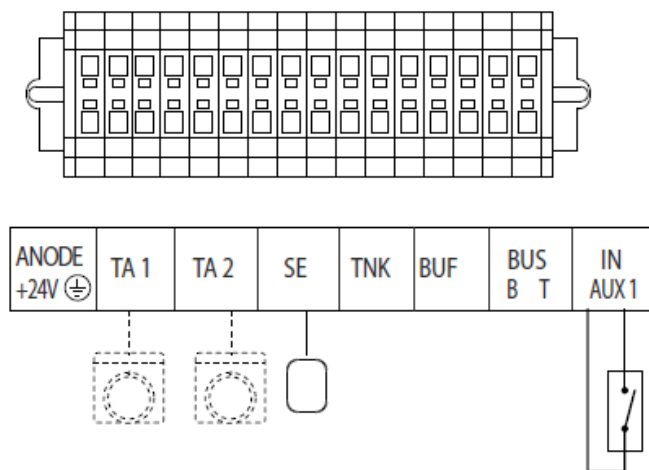 ANODE
+24V
TA 1
TA 2
SE
TNK
BUF
BUS
B T
IN
AUX 1